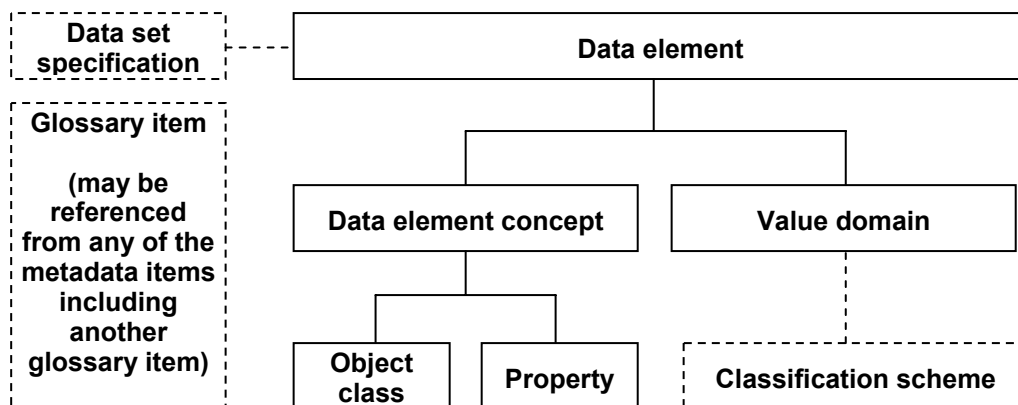 Data set
specification
Data element
Glossary item
(may be
referenced
from any of the
metadada items
including
another
glossary item)
Data element concept
Value domain
Object
class
Property
Classification scheme